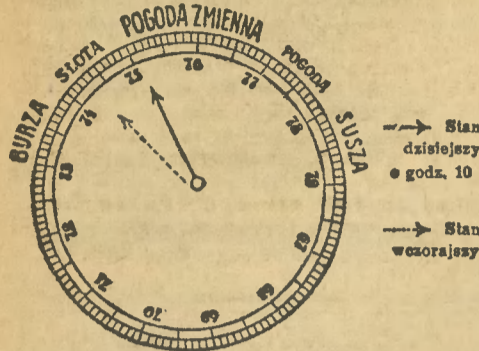 BURZA
SŁOTA
POGODA ZMIENNA
POGODA
SUSZA
70
71
72
73
74
75
76
77
78
79
Stan
dzisiejszy
o godz. 10
Stan
wczorajszy